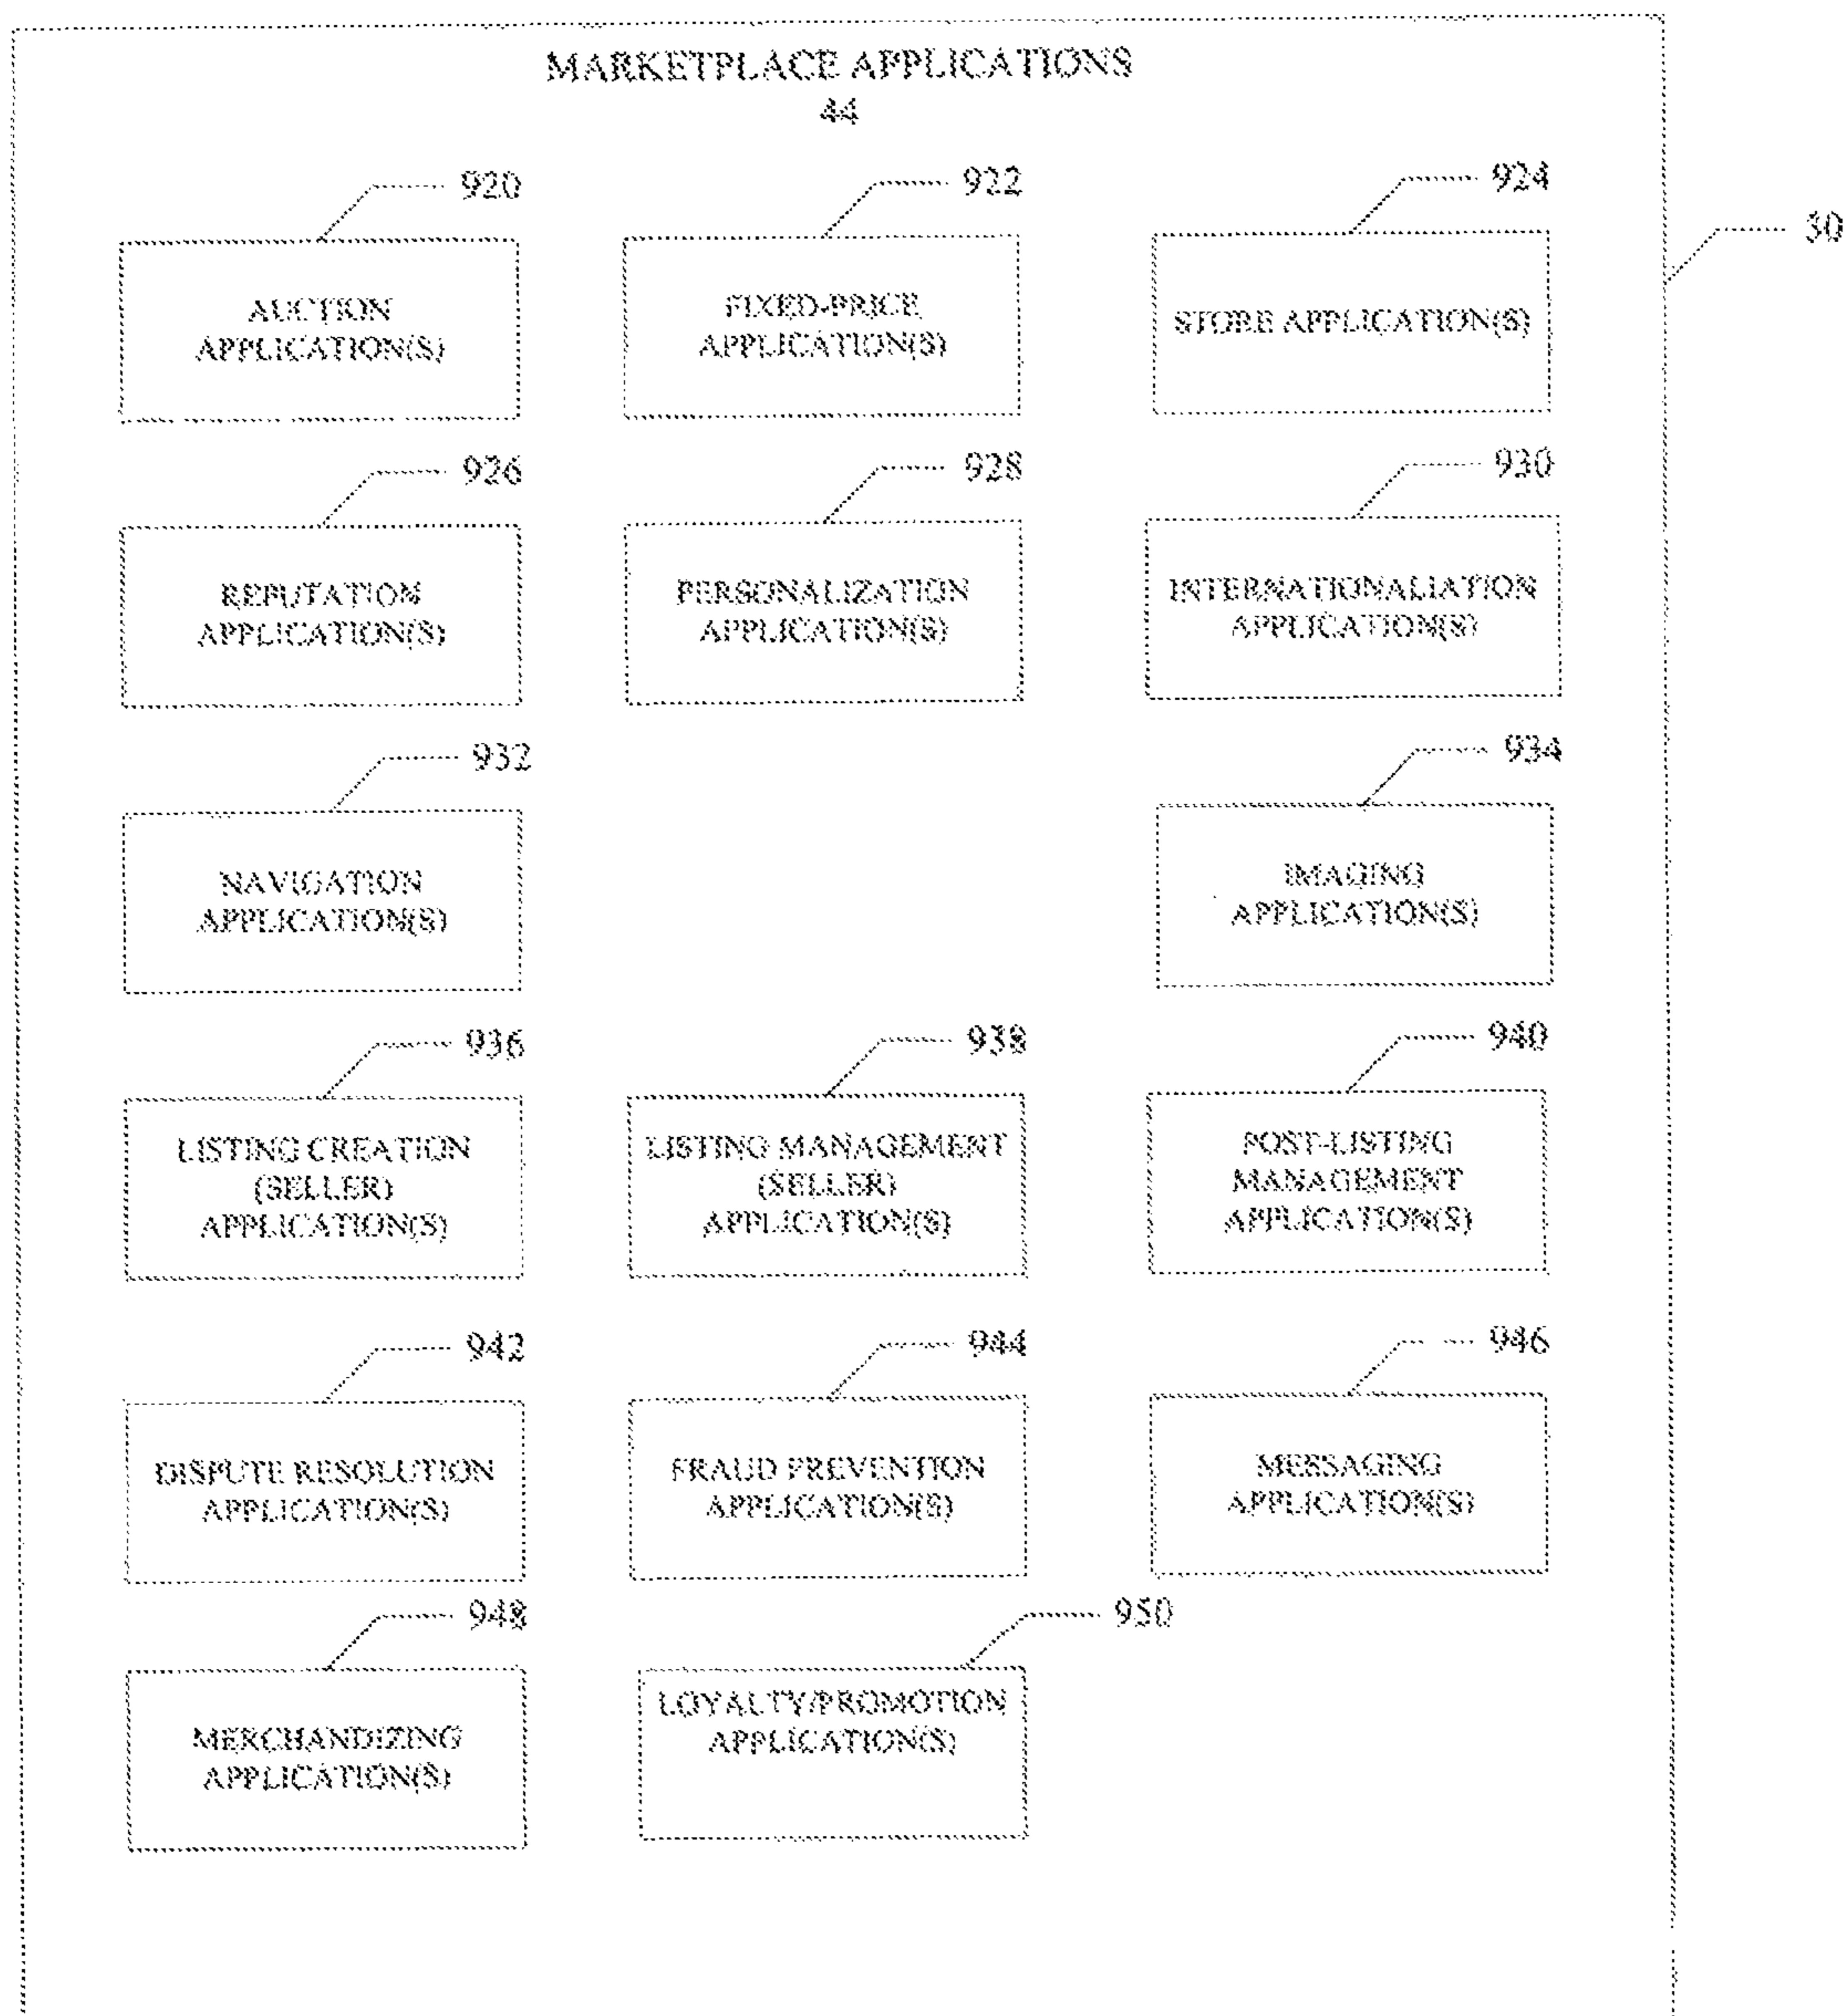 MARKETPLACE APPLICATIONS
44
920
922
924
30
AUCTION
APPLICATION(S)
FIXED-PRICE
APPLICATION(S)
STORE APPLICATION(S)
926
928
930
REPUTATION
APPLICATION(S)
PERSONALIZATION
APPLICATION(S)
INTERNATIONALIATION
APPLICATION(S)
932
934
NAVIGATION
APPLICATION(S)
IMAGING
APPLICATION(S)
936
938
940
LISTING CREATION
(SELLER)
APPLICATION(S)
LISTING MANAGEMENT
(SELLER)
APPLICATION(S)
POST-LISTING
MANAGEMENT
APPLICATION(S)
942
944
946
DISPUTE RESOLUTION
APPLICATION(S)
FRAUD PREVENTION
APPLICATION(S)
MESSAGING
APPLICATION(S)
948
950
MERCHANDIZING
APPLICATION(S)
LOYALTY/PROMOTION
APPLICATION(S)